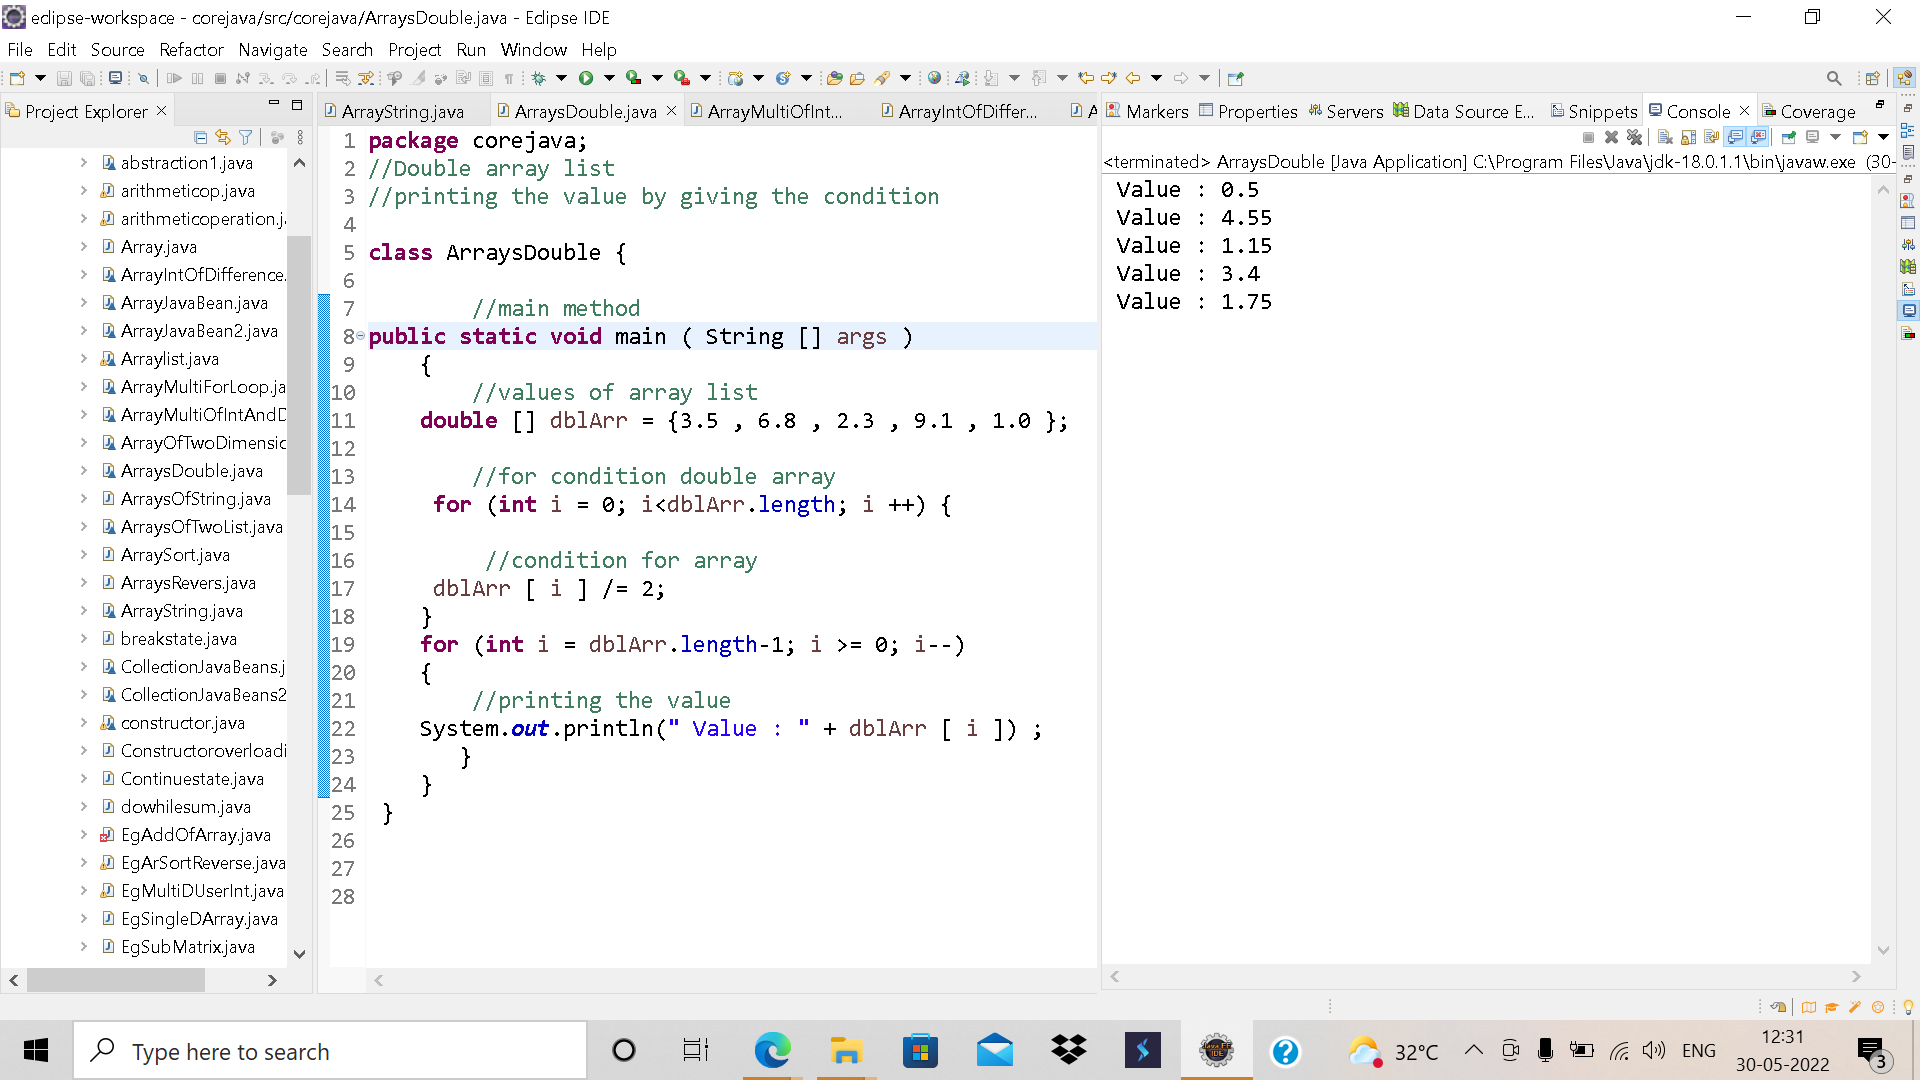 eclipse-workspace - corejava/src/corejava/ArraysDouble.java - Eclipse IDE
File Edit Source Refactor Navigate Search Project Run Window Help
Project Explorer
abstraction1.java
arithmeticop.java
arithmeticoperation.j
Array.java
ArrayIntOfDifference.
ArrayJavaBean.java
ArrayJavaBean2.java
Arraylist.java
ArrayMultiForLoop.ja
ArrayMultiOfIntAndD
ArrayOfTwoDimensic
ArraysDouble.java
ArraysOfString.java
ArraysOfTwoList.java
ArraySort.java
ArraysRevers.java
ArrayString.java
breakstate.java
CollectionJavaBeans.j
CollectionJavaBeans2
constructor.java
Constructoroverloadi
Continuestate.java
dowhilesum.java
EgAddOfArray.java
EgArSortReverse.java
EgMultiDUserInt.java
EgSingleDArray.java
EgSubMatrix.java
ArrayString.java ArraysDouble.java ArrayMultiOfInt... ArrayIntOfDiffer... A
1 package corejava;
2 //Double array list
3 //printing the value by giving the condition
4
5 class ArraysDouble {
6
7 //main method
8 public static void main ( String [] args )
9 {
10 //values of array list
11 double [] dblArr = {3.5 , 6.8 , 2.3 , 9.1 , 1.0 };
12
13 //for condition double array
14 for (int i = 0; i<dblArr.length; i ++) {
15
16 //condition for array
17 dblArr [ i ] /= 2;
18 }
19 for (int i = dblArr.length-1; i >= 0; i--)
20 {
21 //printing the value
22 System.out.println(" Value : " + dblArr [ i ]) ;
23 }
24 }
25 }
26
27
28
Markers Properties Servers Data Source E... Snippets Console Coverage
<terminated> ArraysDouble [Java Application] C:\Program Files\Java\jdk-18.0.1.1\bin\javaw.exe (30-
Value : 0.5
Value : 4.55
Value : 1.15
Value : 3.4
Value : 1.75
Type here to search
32°C
ENG
12:31
30-05-2022
3